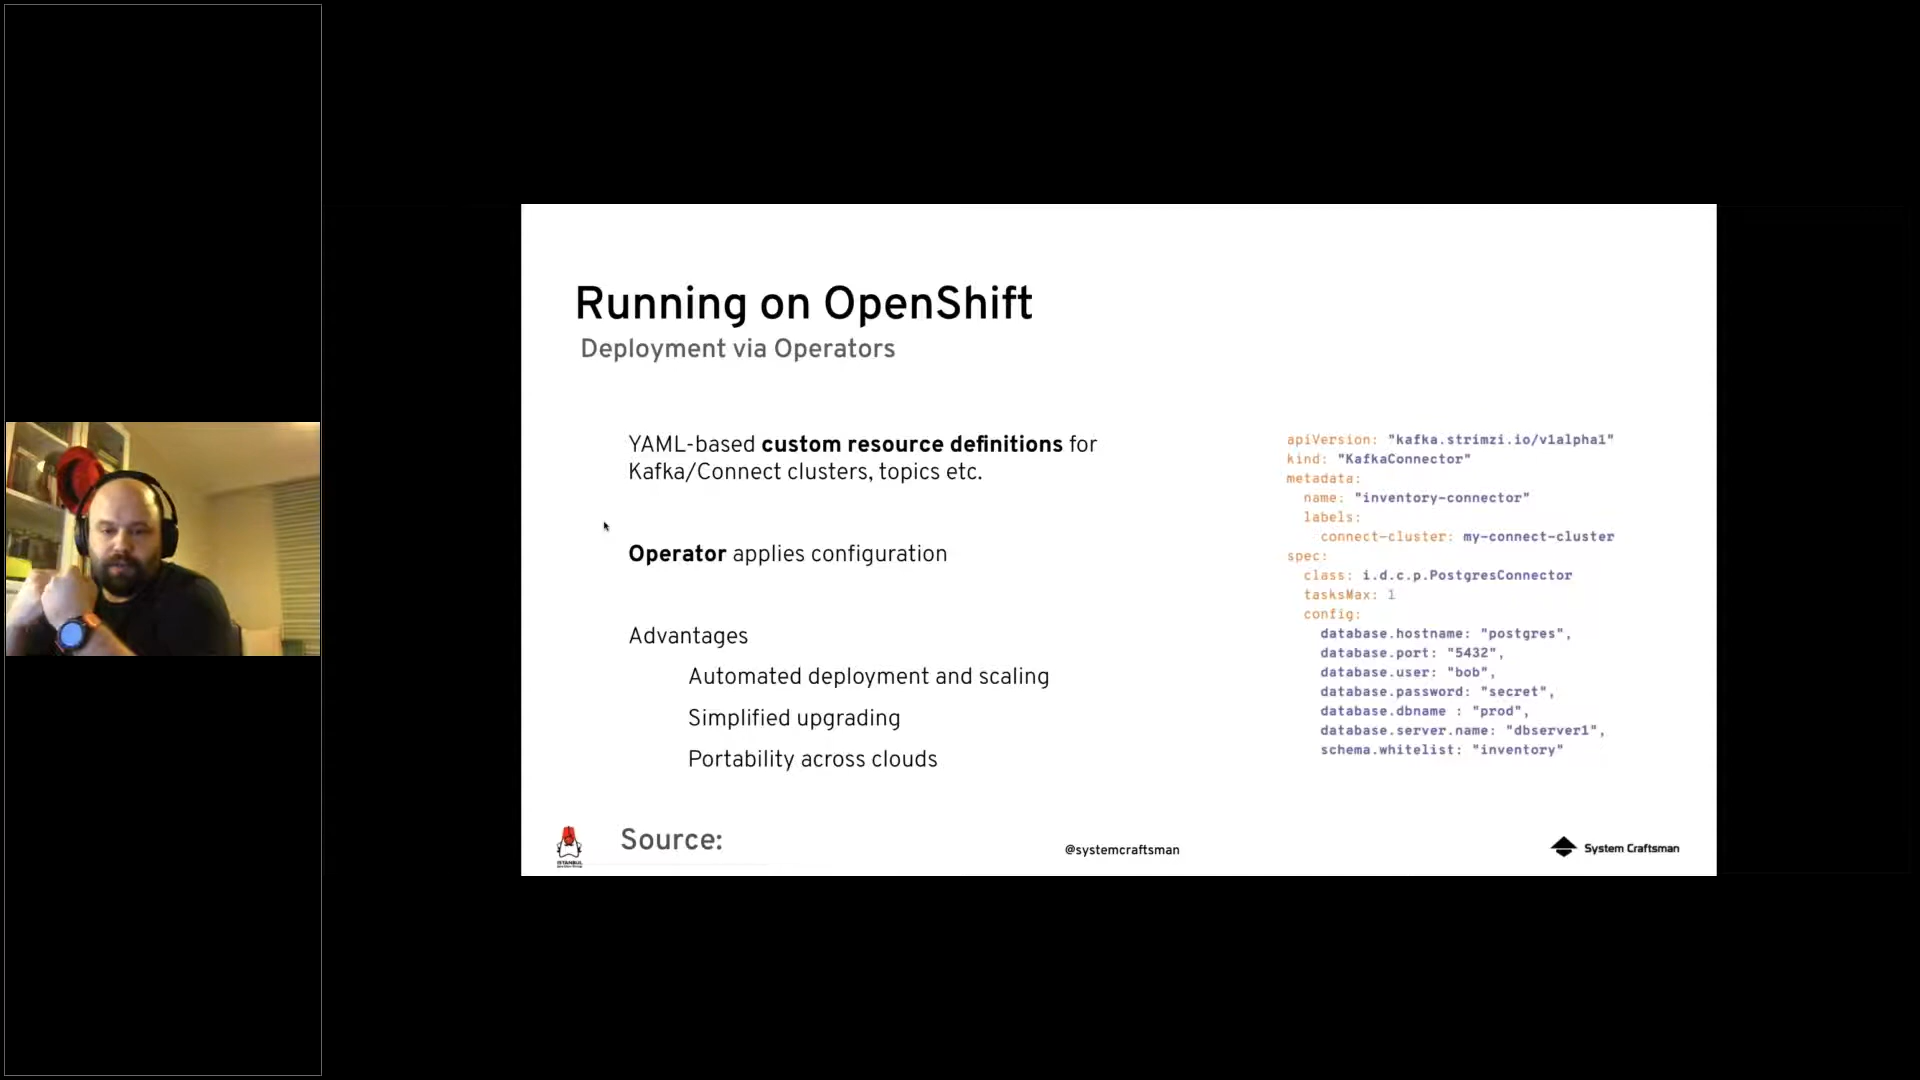 Running on OpenShift
Deployment via Operators
YAML-based custom resource definitions for
Kafka/Connect clusters, topics etc.
Operator applies configuration
Advantages
Automated deployment and scaling
Simplified upgrading
Portability across clouds
apiVersion: "kafka.strimzi.io/v1alpha1"
kind: "KafkaConnector"
metadata:
name: "inventory-connector"
labels:
connect-cluster: my-connect-cluster
spec:
class: i.d.c.p.PostgresConnector
tasksMax: 1
config:
database.hostname: "postgres",
database.port: "5432",
database.user: "bob",
database.password: "secret",
database.dbname : "prod",
database.server.name: "dbserver1",
schema.whitelist: "inventory"
ISTANBUL
Source:
@systemcraftsman
System Craftsman